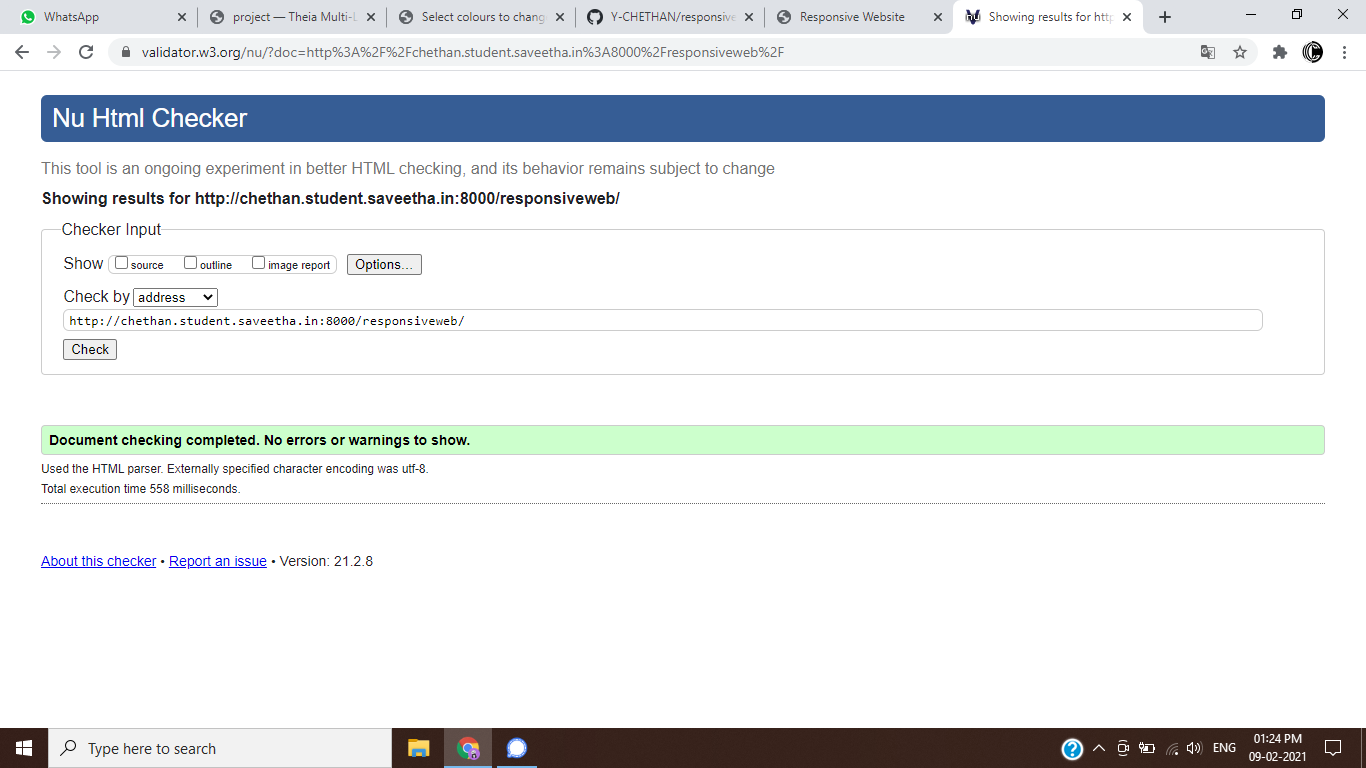 WhatsApp
project — Theia Multi-L
Select colours to chang
Y-CHETHAN/responsive
Responsive Website
Showing results for http
validator.w3.org/nu/?doc=http%3A%2F%2Fchethan.student.saveetha.in%3A8000%2Fresponsiveweb%2F
Nu Html Checker
This tool is an ongoing experiment in better HTML checking, and its behavior remains subject to change
Showing results for http://chethan.student.saveetha.in:8000/responsiveweb/
Checker Input
Show source outline image report Options...
Check by address
http://chethan.student.saveetha.in:8000/responsiveweb/
Check
Document checking completed. No errors or warnings to show.
Used the HTML parser. Externally specified character encoding was utf-8.
Total execution time 558 milliseconds.
About this checker • Report an issue • Version: 21.2.8
Type here to search
ENG
01:24 PM
09-02-2021